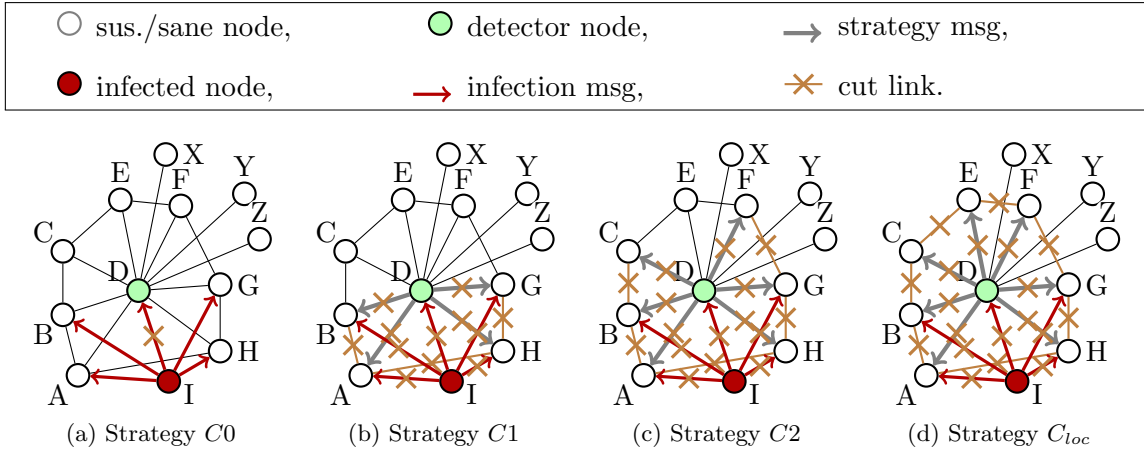 sus./sane node, detector node, strategy msg,
infected node, infection msg, cut link.
X Y E F Z C D G B H A I
X Y E F Z C D G B H A I
X Y E F Z C D G B H A I
X Y E F Z C D G B H A I
(a) Strategy C0 (b) Strategy C1 (c) Strategy C2 (d) Strategy C_loc